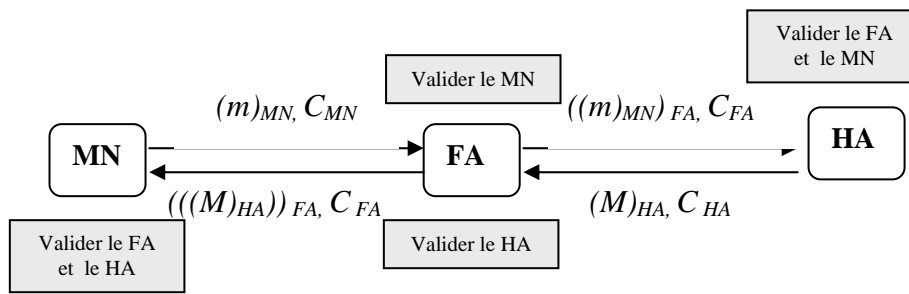 Valider le FA
et le MN
Valider le MN
(m)MN, CMN
((m)MN) FA, CFA
MN
FA
HA
(((M)HA)) FA, C FA
(M)HA, C HA
Valider le FA
et le HA
Valider le HA